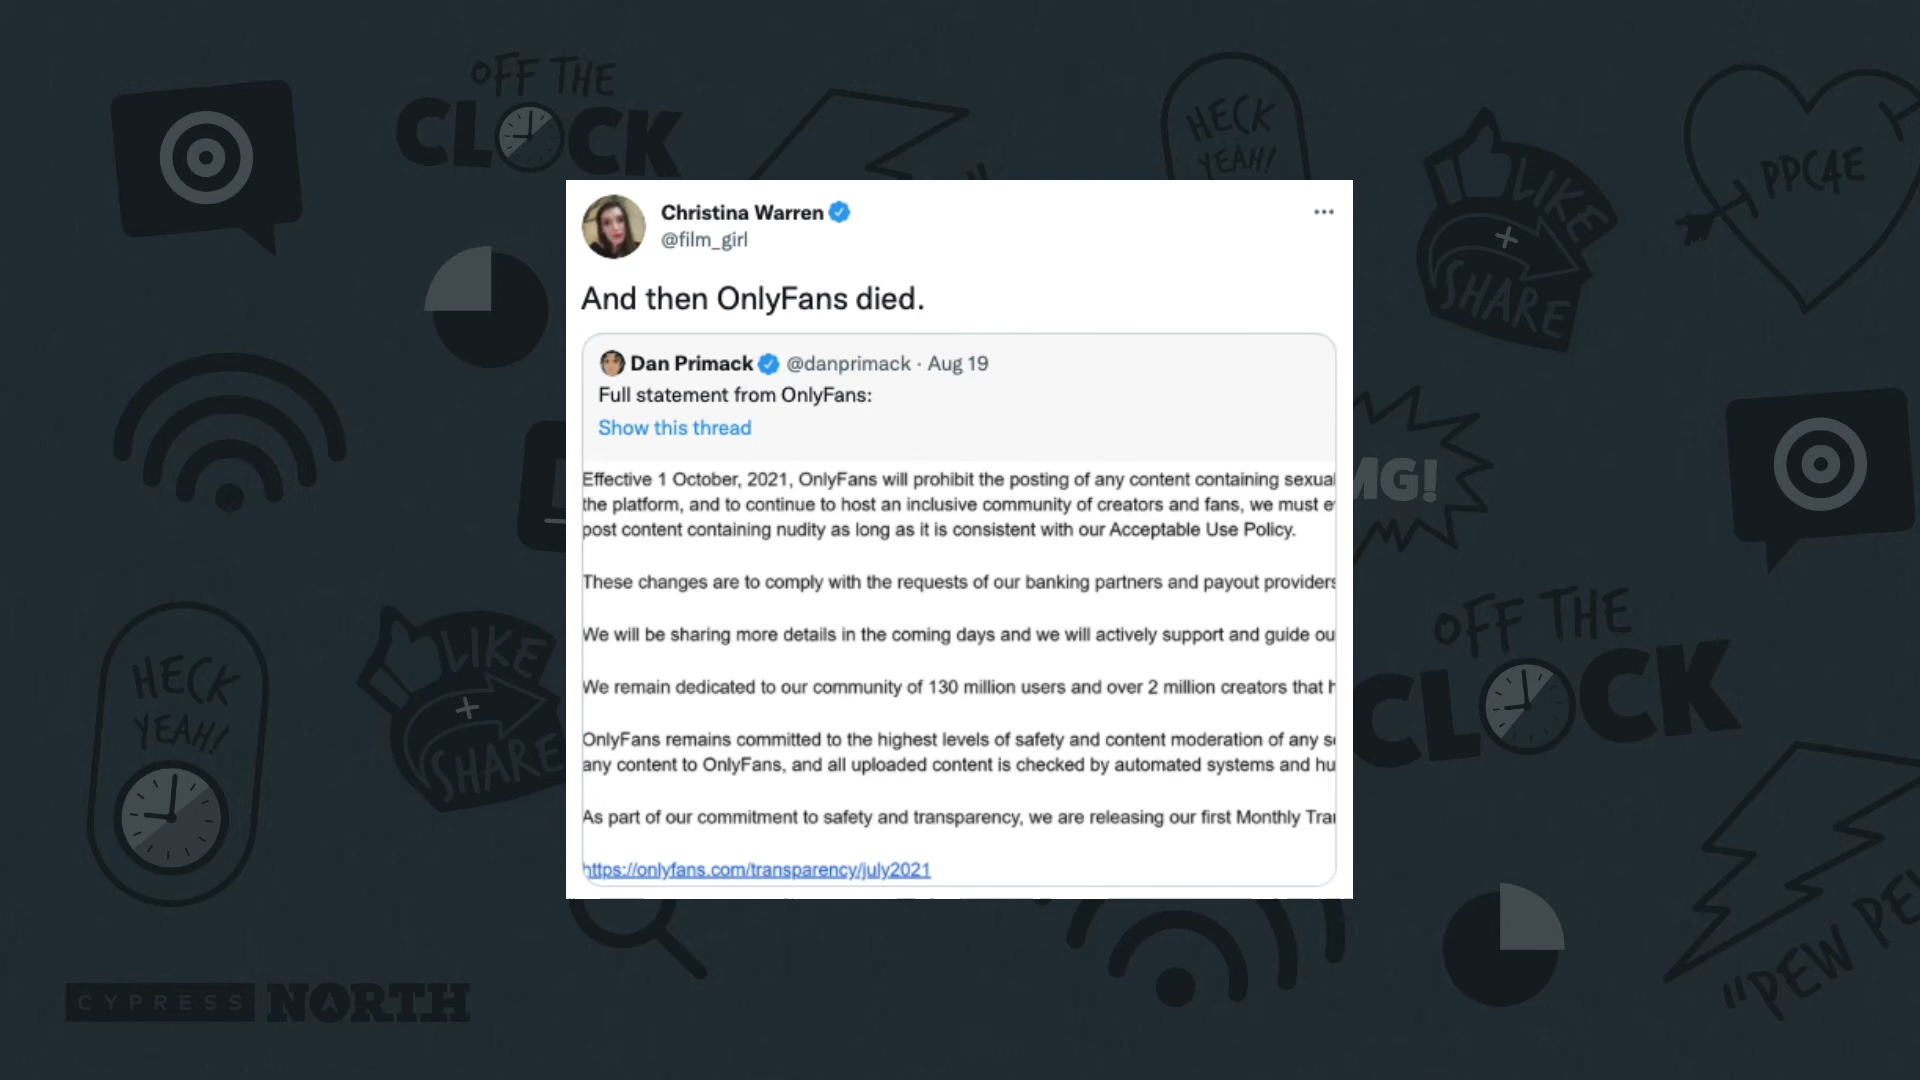 OFF THE
CLOCK
HECK
YEAH!
LIKE
SHARE
PPC4E
Christina Warren
@film_girl
And then OnlyFans died.
Dan Primack @danprimack · Aug 19
Full statement from OnlyFans:
Show this thread
Effective 1 October, 2021, OnlyFans will prohibit the posting of any content containing sexual
the platform, and to continue to host an inclusive community of creators and fans, we must
post content containing nudity as long as it is consistent with our Acceptable Use Policy.
These changes are to comply with the requests of our banking partners and payout providers
We will be sharing more details in the coming days and we will actively support and guide
We remain dedicated to our community of 130 million users and over 2 million creators that
OnlyFans remains committed to the highest levels of safety and content moderation of any
any content to OnlyFans, and all uploaded content is checked by automated systems and
As part of our commitment to safety and transparency, we are releasing our first Monthly
https://onlyfans.com/transparency/july2021
MG!
HECK
YEAH!
LIKE
SHARE
OFF THE
CLOCK
"PEW PE
CYPRESS NORTH